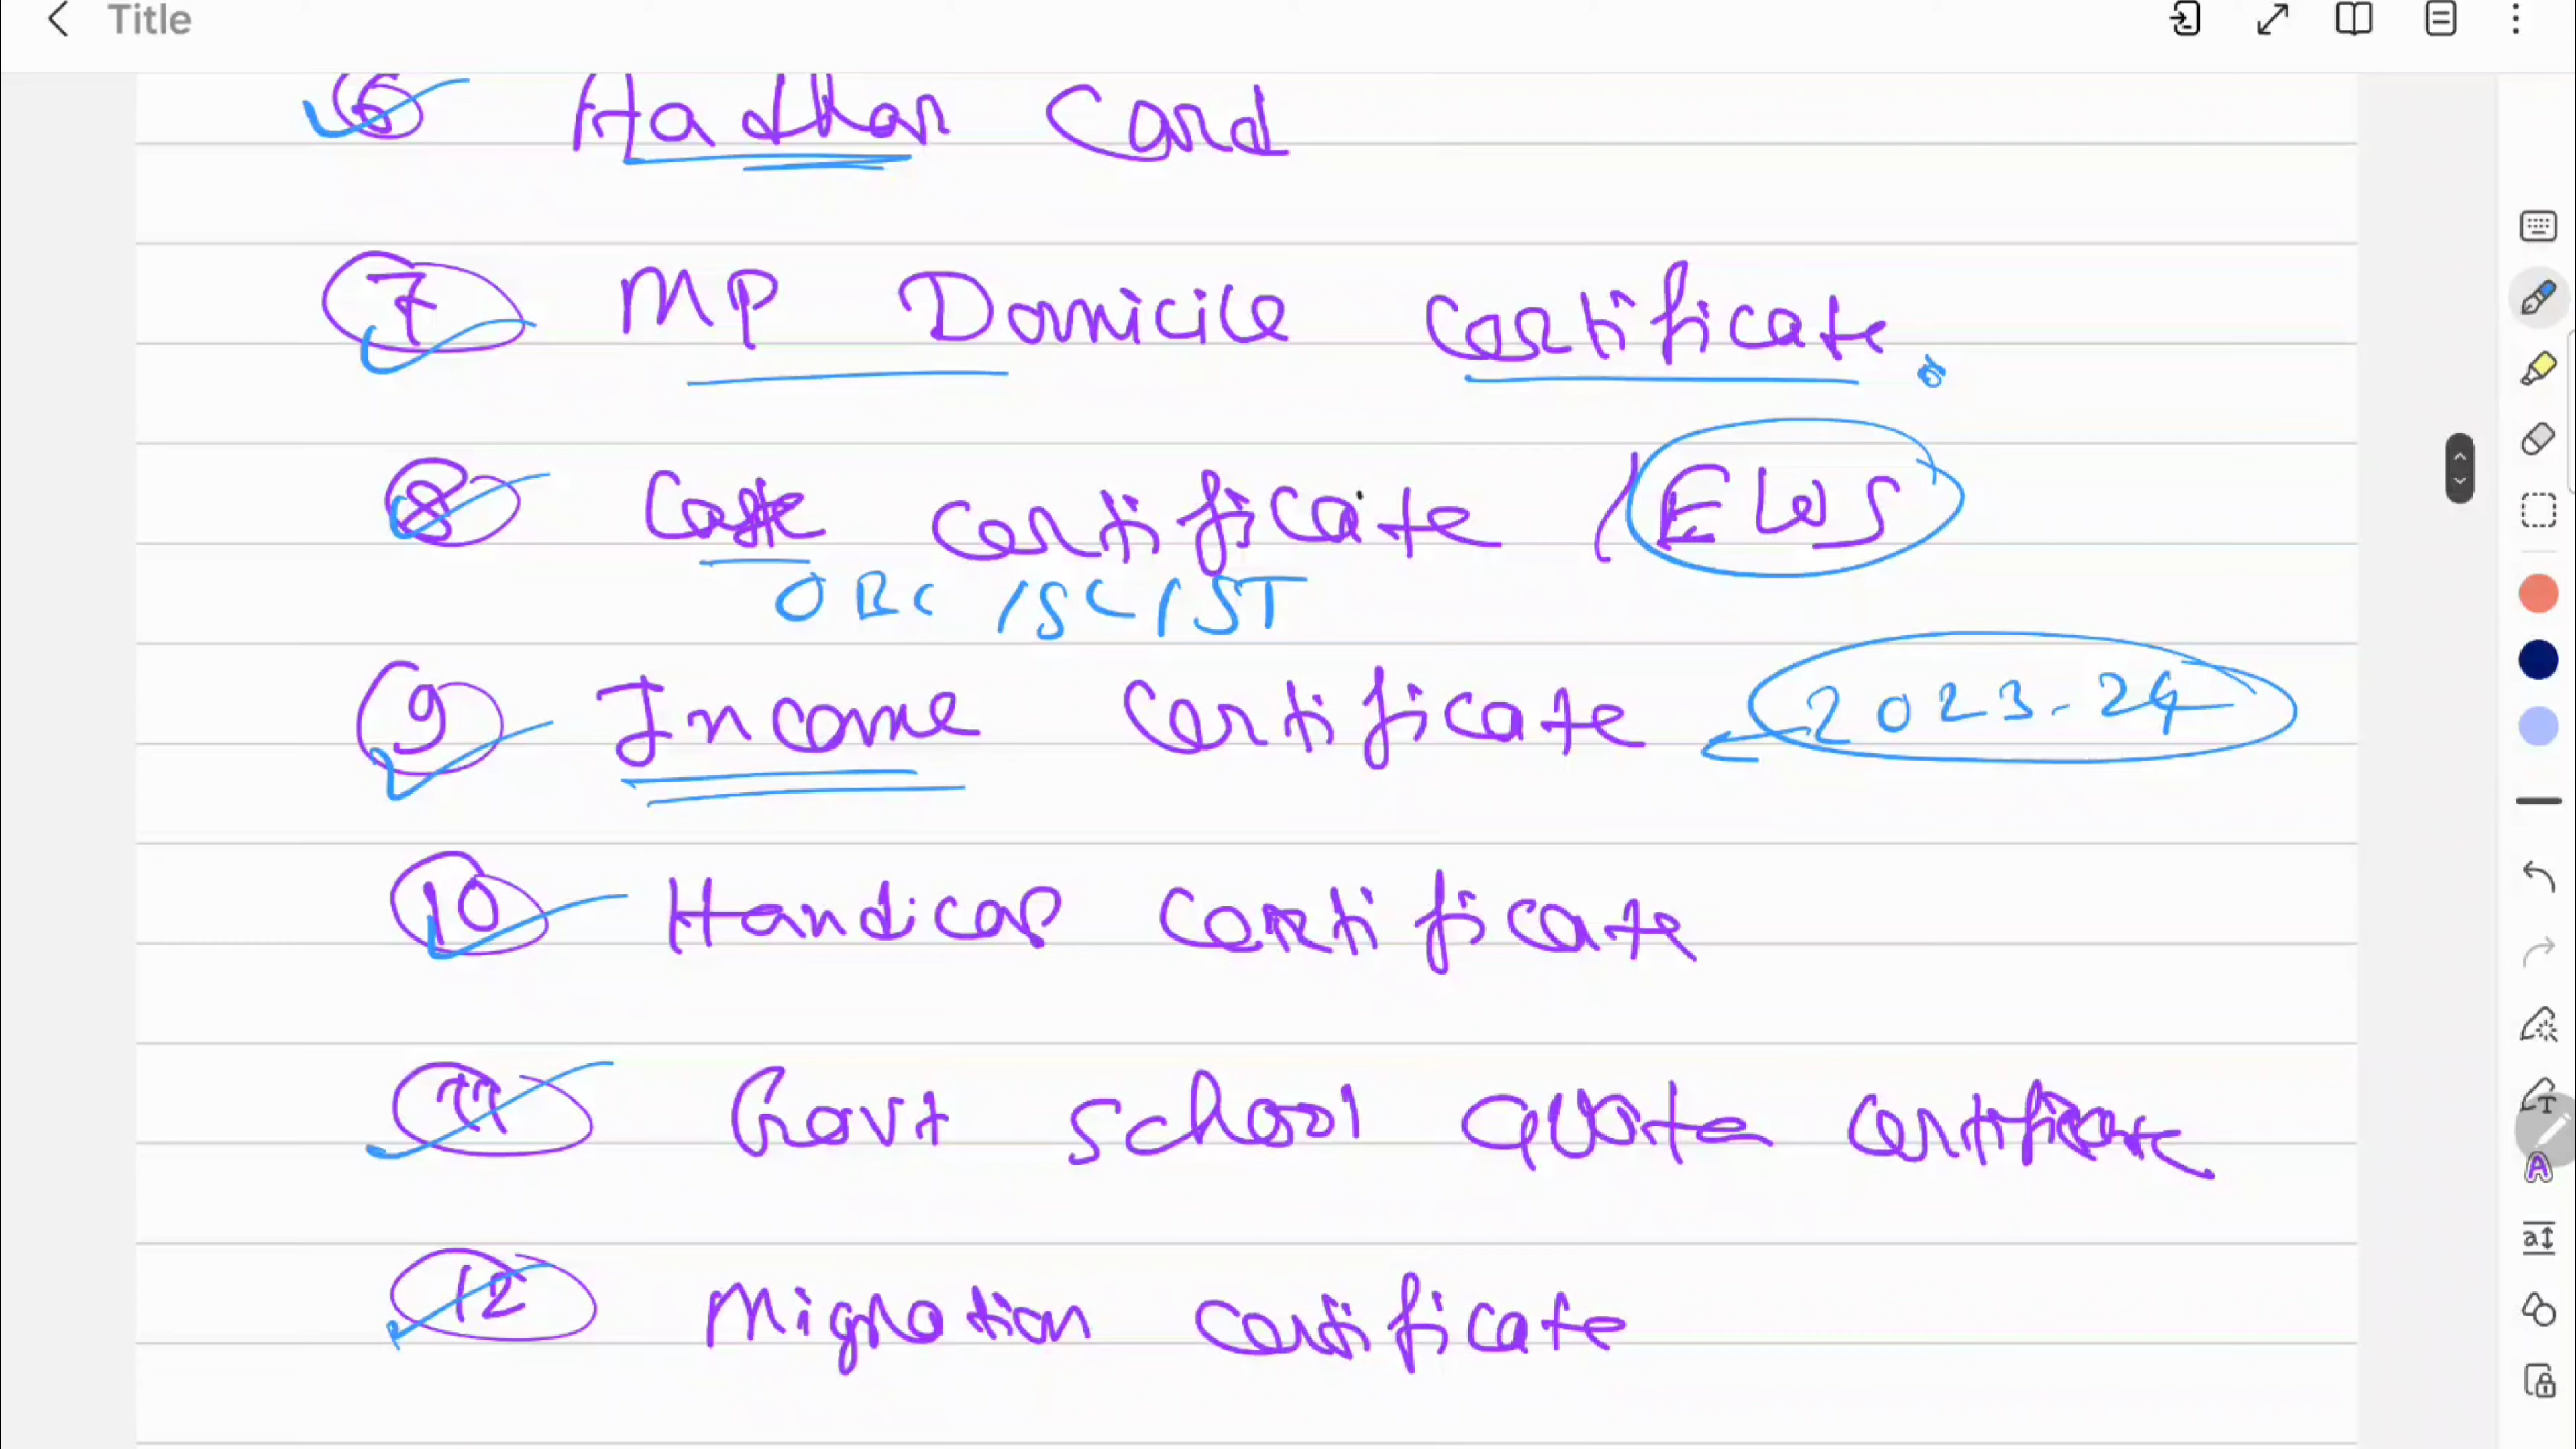 Title
6 Aadhar Card
7 MP Domicile certificate
8 Caste certificate / EWS
OBC / SC / ST
9 Income Certificate 2023-24
10 Handicap Certificate
11 Govt school quota certificate
12 Migration certificate